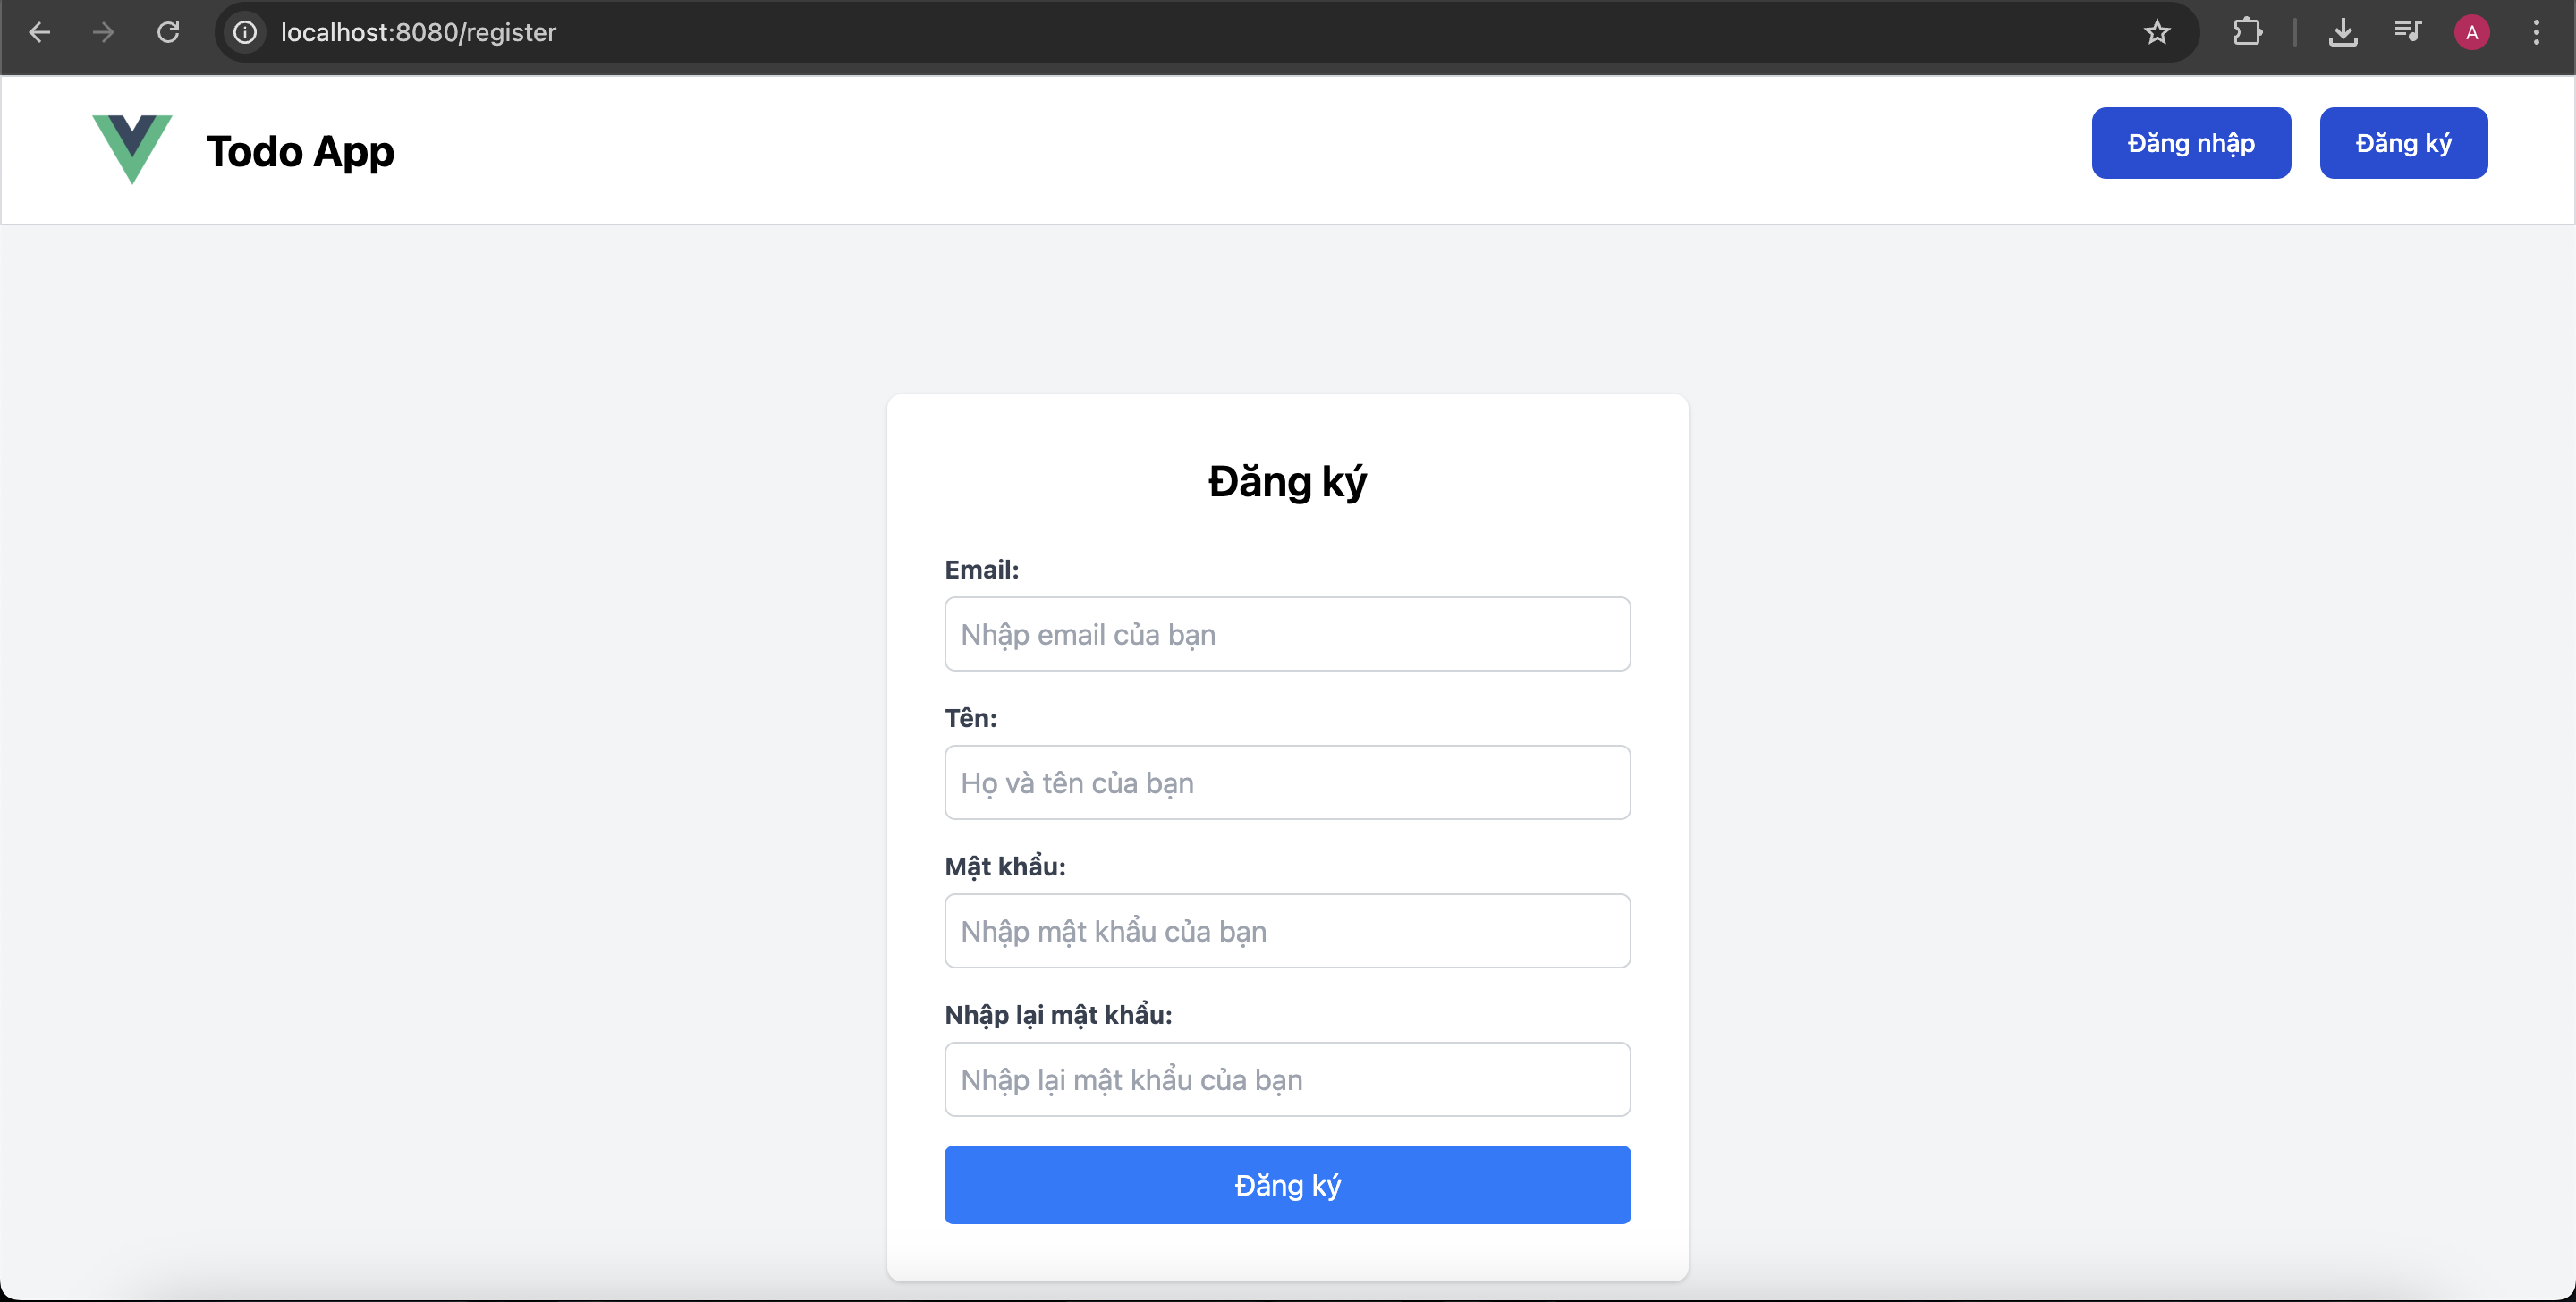 localhost:8080/register
A
Todo App
Đăng nhập
Đăng ký
Đăng ký
Email:
Nhập email của bạn
Tên:
Họ và tên của bạn
Mật khẩu:
Nhập mật khẩu của bạn
Nhập lại mật khẩu:
Nhập lại mật khẩu của bạn
Đăng ký